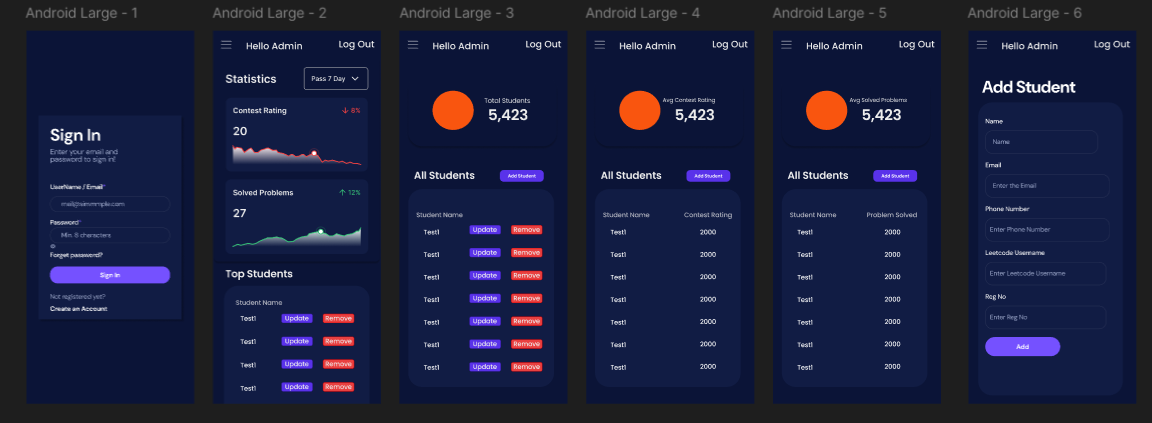 Android Large - 1
Sign In
Enter your email and
password to sign in!
UserName / Email*
mail@simmmple.com
Password*
Min. 8 characters
Forget password?
Sign In
Not registered yet?
Create an Account
Android Large - 2
Hello Admin
Log Out
Statistics
Pass 7 Day
Contest Rating
8%
20
Solved Problems
12%
27
Top Students
Student Name
Test1 Update Remove
Test1 Update Remove
Test1 Update Remove
Test1 Update Remove
Android Large - 3
Hello Admin
Log Out
Total Students
5,423
All Students
Add Student
Student Name
Test1 Update Remove
Test1 Update Remove
Test1 Update Remove
Test1 Update Remove
Test1 Update Remove
Test1 Update Remove
Test1 Update Remove
Android Large - 4
Hello Admin
Log Out
Avg Contest Rating
5,423
All Students
Add Student
Student Name Contest Rating
Test1 2000
Test1 2000
Test1 2000
Test1 2000
Test1 2000
Test1 2000
Test1 2000
Android Large - 5
Hello Admin
Log Out
Avg Solved Problems
5,423
All Students
Add Student
Student Name Problem Solved
Test1 2000
Test1 2000
Test1 2000
Test1 2000
Test1 2000
Test1 2000
Test1 2000
Android Large - 6
Hello Admin
Log Out
Add Student
Name
Name
Email
Enter the Email
Phone Number
Enter Phone Number
Leetcode Username
Enter Leetcode Username
Reg No
Enter Reg No
Add